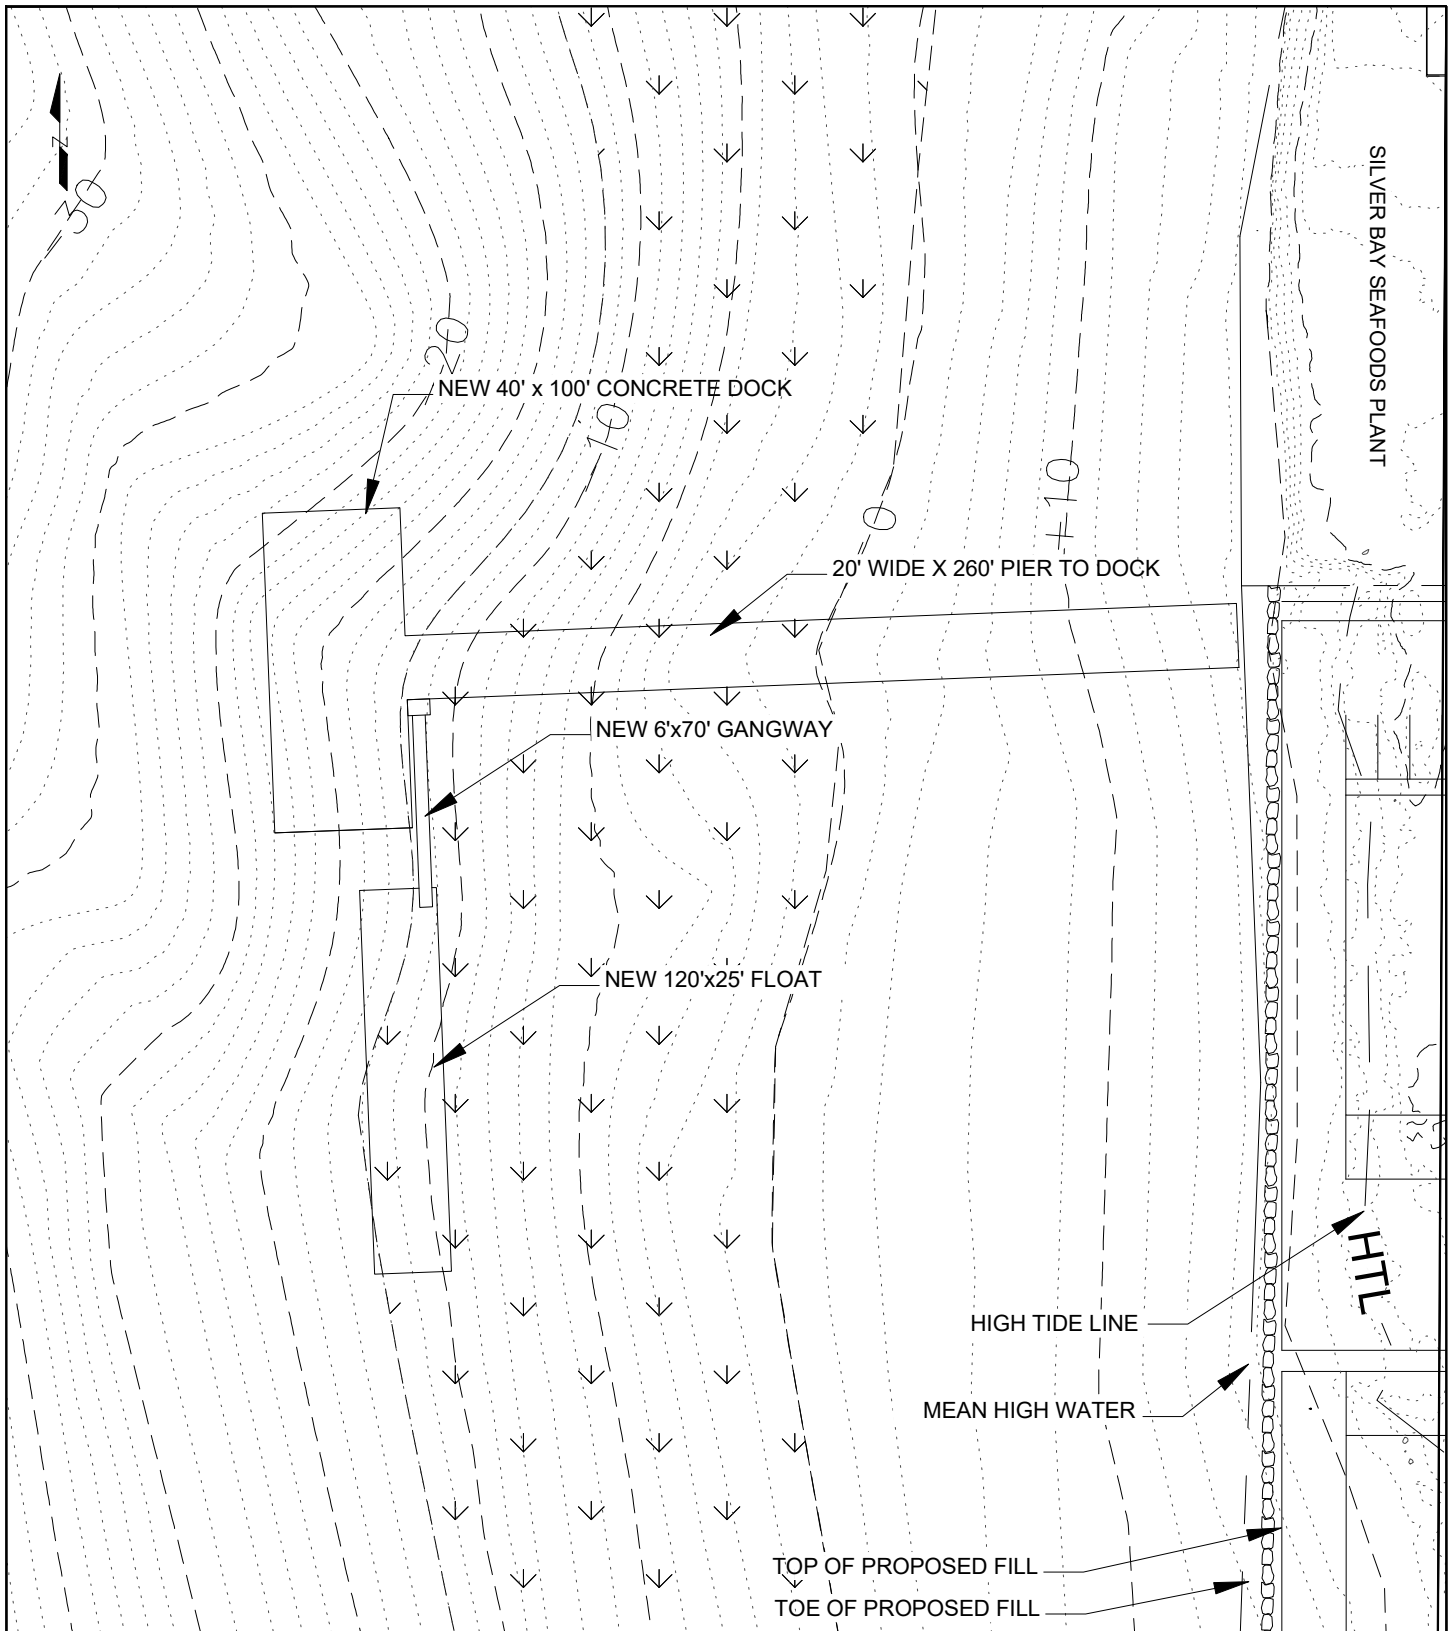 Z
30
SILVER BAY SEAFOODS PLANT
20
NEW 40' x 100' CONCRETE DOCK
10
+10
0
20' WIDE X 260' PIER TO DOCK
NEW 6'x70' GANGWAY
NEW 120'x25' FLOAT
HTL
HIGH TIDE LINE
MEAN HIGH WATER
TOP OF PROPOSED FILL
TOE OF PROPOSED FILL